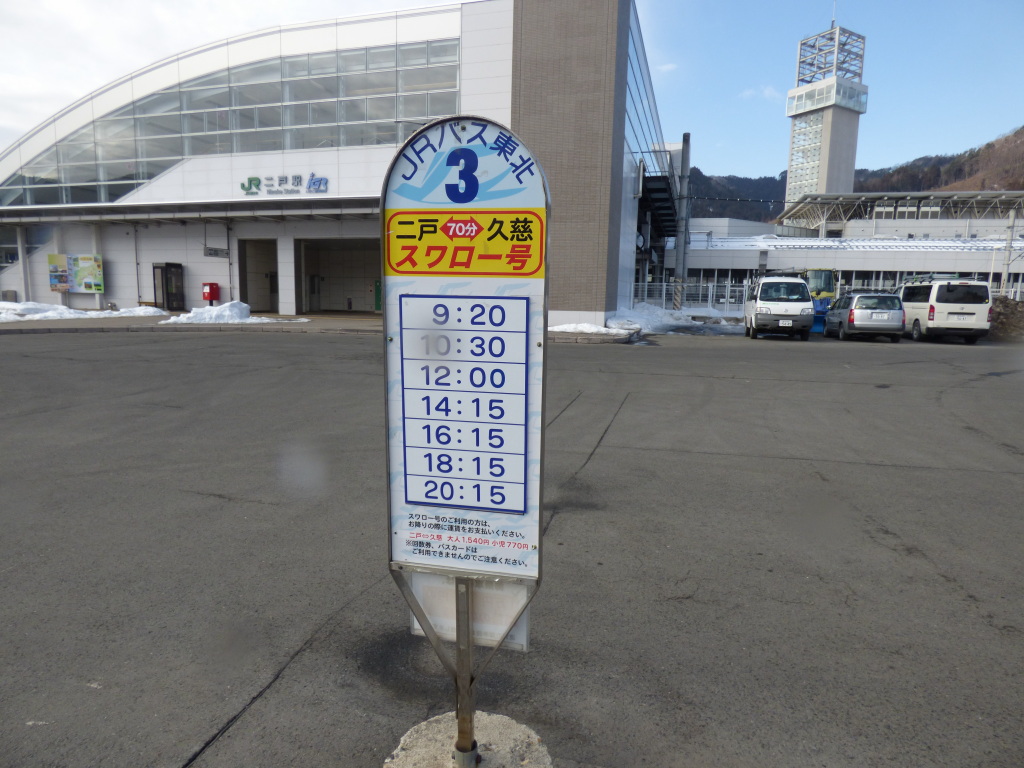 JRバス東北
3
二戸 70分 久慈
スワロー号
9:20
10:30
12:00
14:15
16:15
18:15
20:15
スワロー号のご利用の方は、
お降りの際に運賃をお支払いください。
二戸⇔久慈 大人1,540円 小児770円
※回数券、バスカードは
ご利用できませんのでご注意ください。
JR 二戸駅 IGR
Ninohe Station